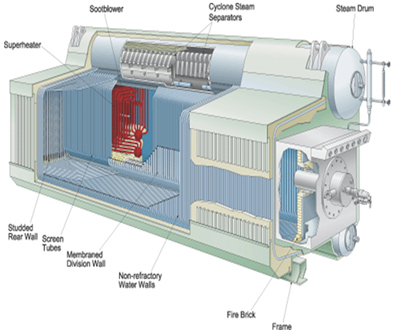 Sootblower
Cyclone Steam
Separators
Steam Drum
Superheater
Studded
Rear Wall
Screen
Tubes
Membraned
Division Wall
Non-refractory
Water Walls
Fire Brick
Frame